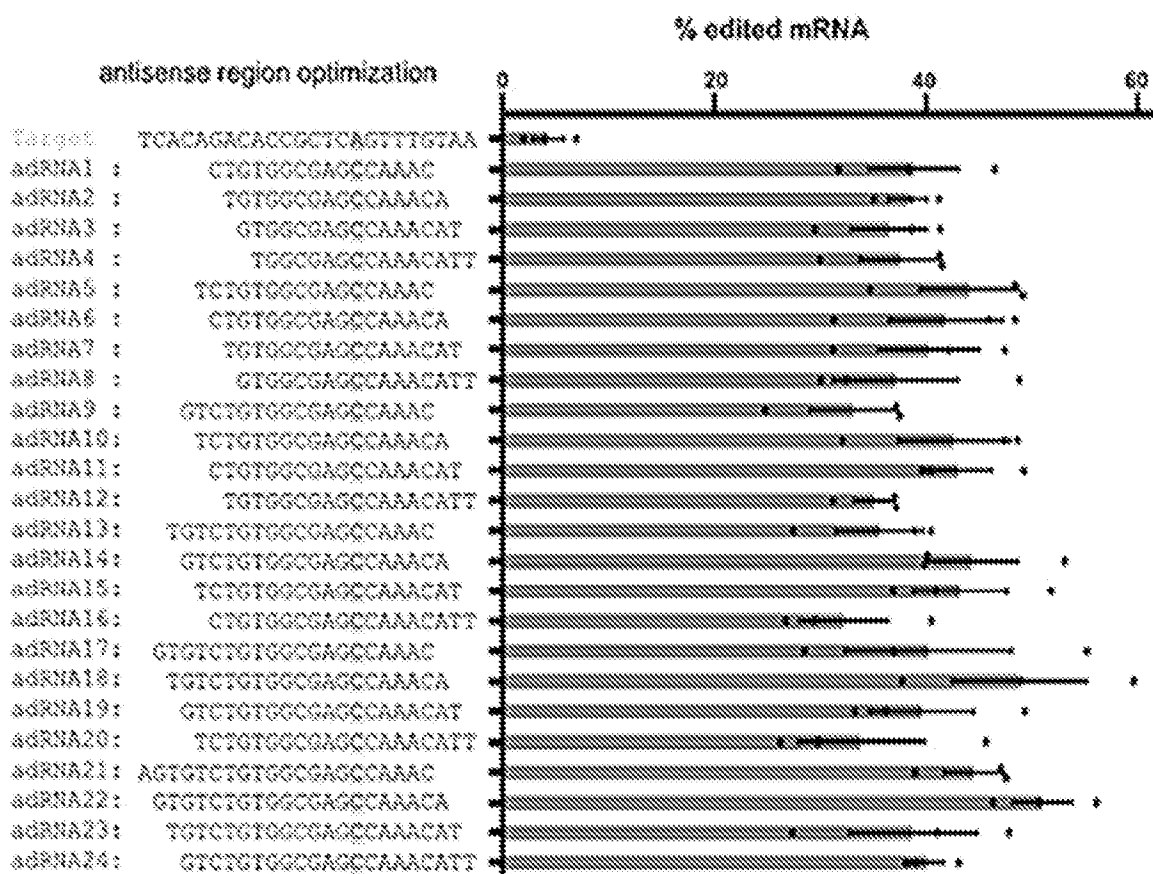 % edited mRNA
antisense region optimization
0 20 40 60
Target TCACAGACACCGCTCAGTTTGTAA
adRNA1 : CTGTGGCGAGCCAAAC
adRNA2 : TGTGGCGAGCCAAACA
adRNA3 : GTGGCGAGCCAAACAT
adRNA4 : TGGCGAGCCAAACATT
adRNA5 : TCTGTGGCGAGCCAAAC
adRNA6 : CTGTGGCGAGCCAAACA
adRNA7 : TGTGGCGAGCCAAACAT
adRNA8 : GTGGCGAGCCAAACATT
adRNA9 : GTCTGTGGCGAGCCAAAC
adRNA10: TCTGTGGCGAGCCAAACA
adRNA11: CTGTGGCGAGCCAAACAT
adRNA12: TGTGGCGAGCCAAACATT
adRNA13: TGTCTGTGGCGAGCCAAAC
adRNA14: GTCTGTGGCGAGCCAAACA
adRNA15: TCTGTGGCGAGCCAAACAT
adRNA16: CTGTGGCGAGCCAAACATT
adRNA17: GTGTCTGTGGCGAGCCAAAC
adRNA18: TGTCTGTGGCGAGCCAAACA
adRNA19: GTCTGTGGCGAGCCAAACAT
adRNA20: TCTGTGGCGAGCCAAACATT
adRNA21: AGTGTCTGTGGCGAGCCAAAC
adRNA22: GTGTCTGTGGCGAGCCAAACA
adRNA23: TGTCTGTGGCGAGCCAAACAT
adRNA24: GTCTGTGGCGAGCCAAACATT